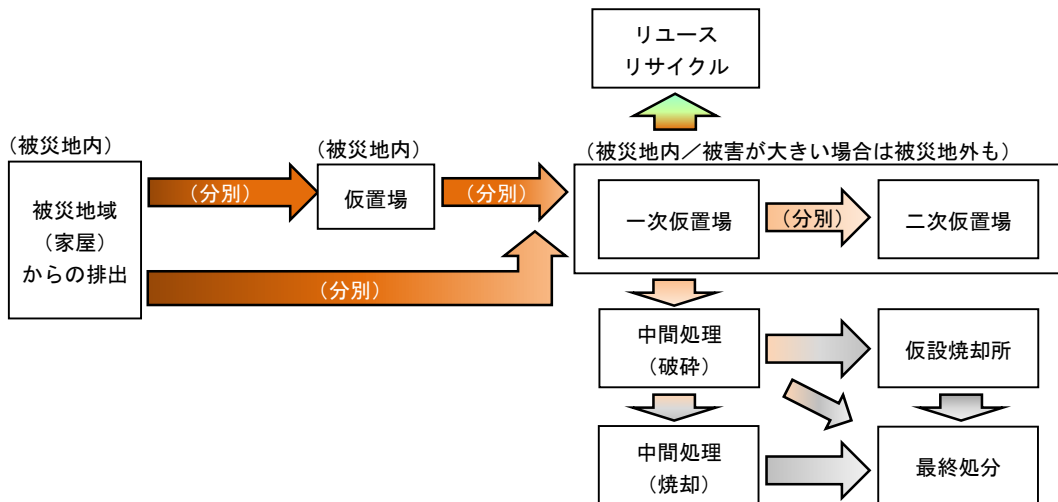 リユース
リサイクル
（被災地内）
（被災地内）
（被災地内／被害が大きい場合は被災地外も）
被災地域
（家屋）
からの排出
（分別）
仮置場
（分別）
一次仮置場
（分別）
二次仮置場
（分別）
中間処理
（破砕）
仮設焼却所
中間処理
（焼却）
最終処分